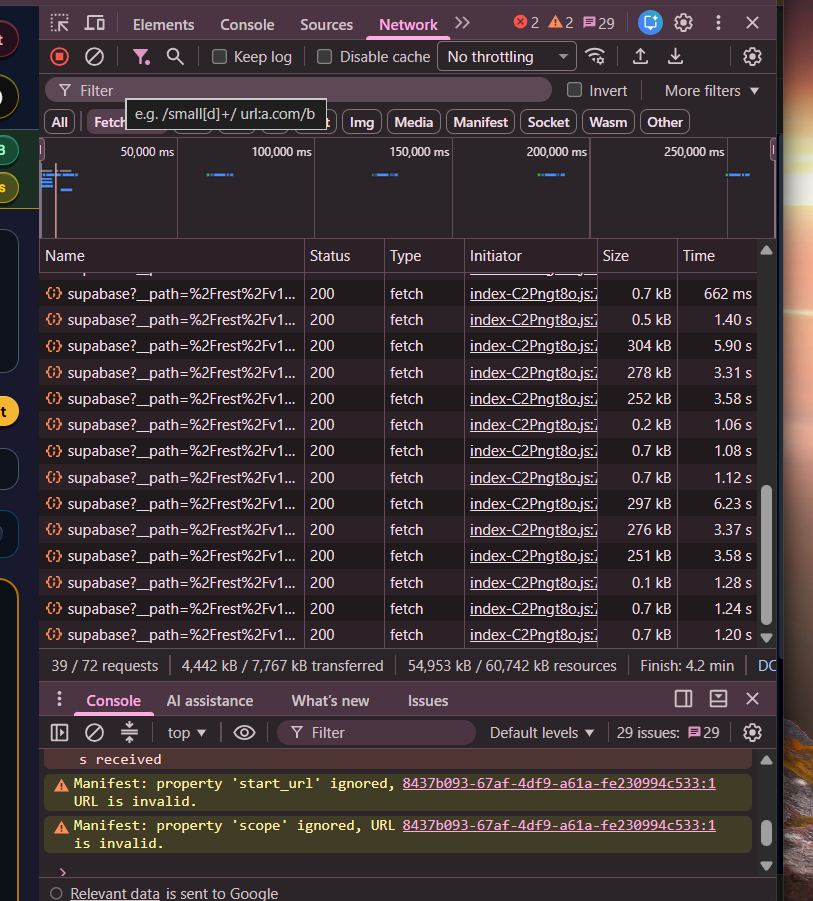 Elements Console Sources Network 2 2 29
Keep log Disable cache No throttling
Filter Invert More filters
e.g. /small[d]+/ url:a.com/b
All Fetch Img Media Manifest Socket Wasm Other
50,000 ms 100,000 ms 150,000 ms 200,000 ms 250,000 ms
Name Status Type Initiator Size Time
supabase?__path=%2Frest%2Fv1... 200 fetch index-C2Pngt8o.js:7 0.7 kB 662 ms
supabase?__path=%2Frest%2Fv1... 200 fetch index-C2Pngt8o.js:7 0.5 kB 1.40 s
supabase?__path=%2Frest%2Fv1... 200 fetch index-C2Pngt8o.js:7 304 kB 5.90 s
supabase?__path=%2Frest%2Fv1... 200 fetch index-C2Pngt8o.js:7 278 kB 3.31 s
supabase?__path=%2Frest%2Fv1... 200 fetch index-C2Pngt8o.js:7 252 kB 3.58 s
supabase?__path=%2Frest%2Fv1... 200 fetch index-C2Pngt8o.js:7 0.2 kB 1.06 s
supabase?__path=%2Frest%2Fv1... 200 fetch index-C2Pngt8o.js:7 0.7 kB 1.08 s
supabase?__path=%2Frest%2Fv1... 200 fetch index-C2Pngt8o.js:7 0.7 kB 1.12 s
supabase?__path=%2Frest%2Fv1... 200 fetch index-C2Pngt8o.js:7 297 kB 6.23 s
supabase?__path=%2Frest%2Fv1... 200 fetch index-C2Pngt8o.js:7 276 kB 3.37 s
supabase?__path=%2Frest%2Fv1... 200 fetch index-C2Pngt8o.js:7 251 kB 3.58 s
supabase?__path=%2Frest%2Fv1... 200 fetch index-C2Pngt8o.js:7 0.1 kB 1.28 s
supabase?__path=%2Frest%2Fv1... 200 fetch index-C2Pngt8o.js:7 0.7 kB 1.24 s
supabase?__path=%2Frest%2Fv1... 200 fetch index-C2Pngt8o.js:7 0.7 kB 1.20 s
39 / 72 requests 4,442 kB / 7,767 kB transferred 54,953 kB / 60,742 kB resources Finish: 4.2 min DC
Console AI assistance What's new Issues
top Filter Default levels 29 issues: 29
s received
Manifest: property 'start_url' ignored, 8437b093-67af-4df9-a61a-fe230994c533:1
URL is invalid.
Manifest: property 'scope' ignored, URL 8437b093-67af-4df9-a61a-fe230994c533:1
is invalid.
Relevant data is sent to Google